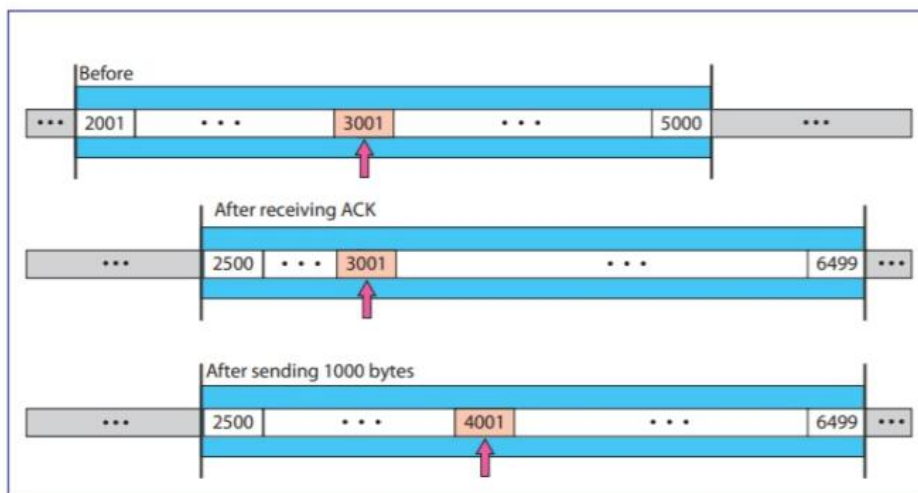 Before
••• 2001 • • • 3001 • • • 5000 • • •
After receiving ACK
• • • 2500 • • • 3001 • • • 6499 •••
After sending 1000 bytes
• • • 2500 • • • 4001 • • • 6499 •••